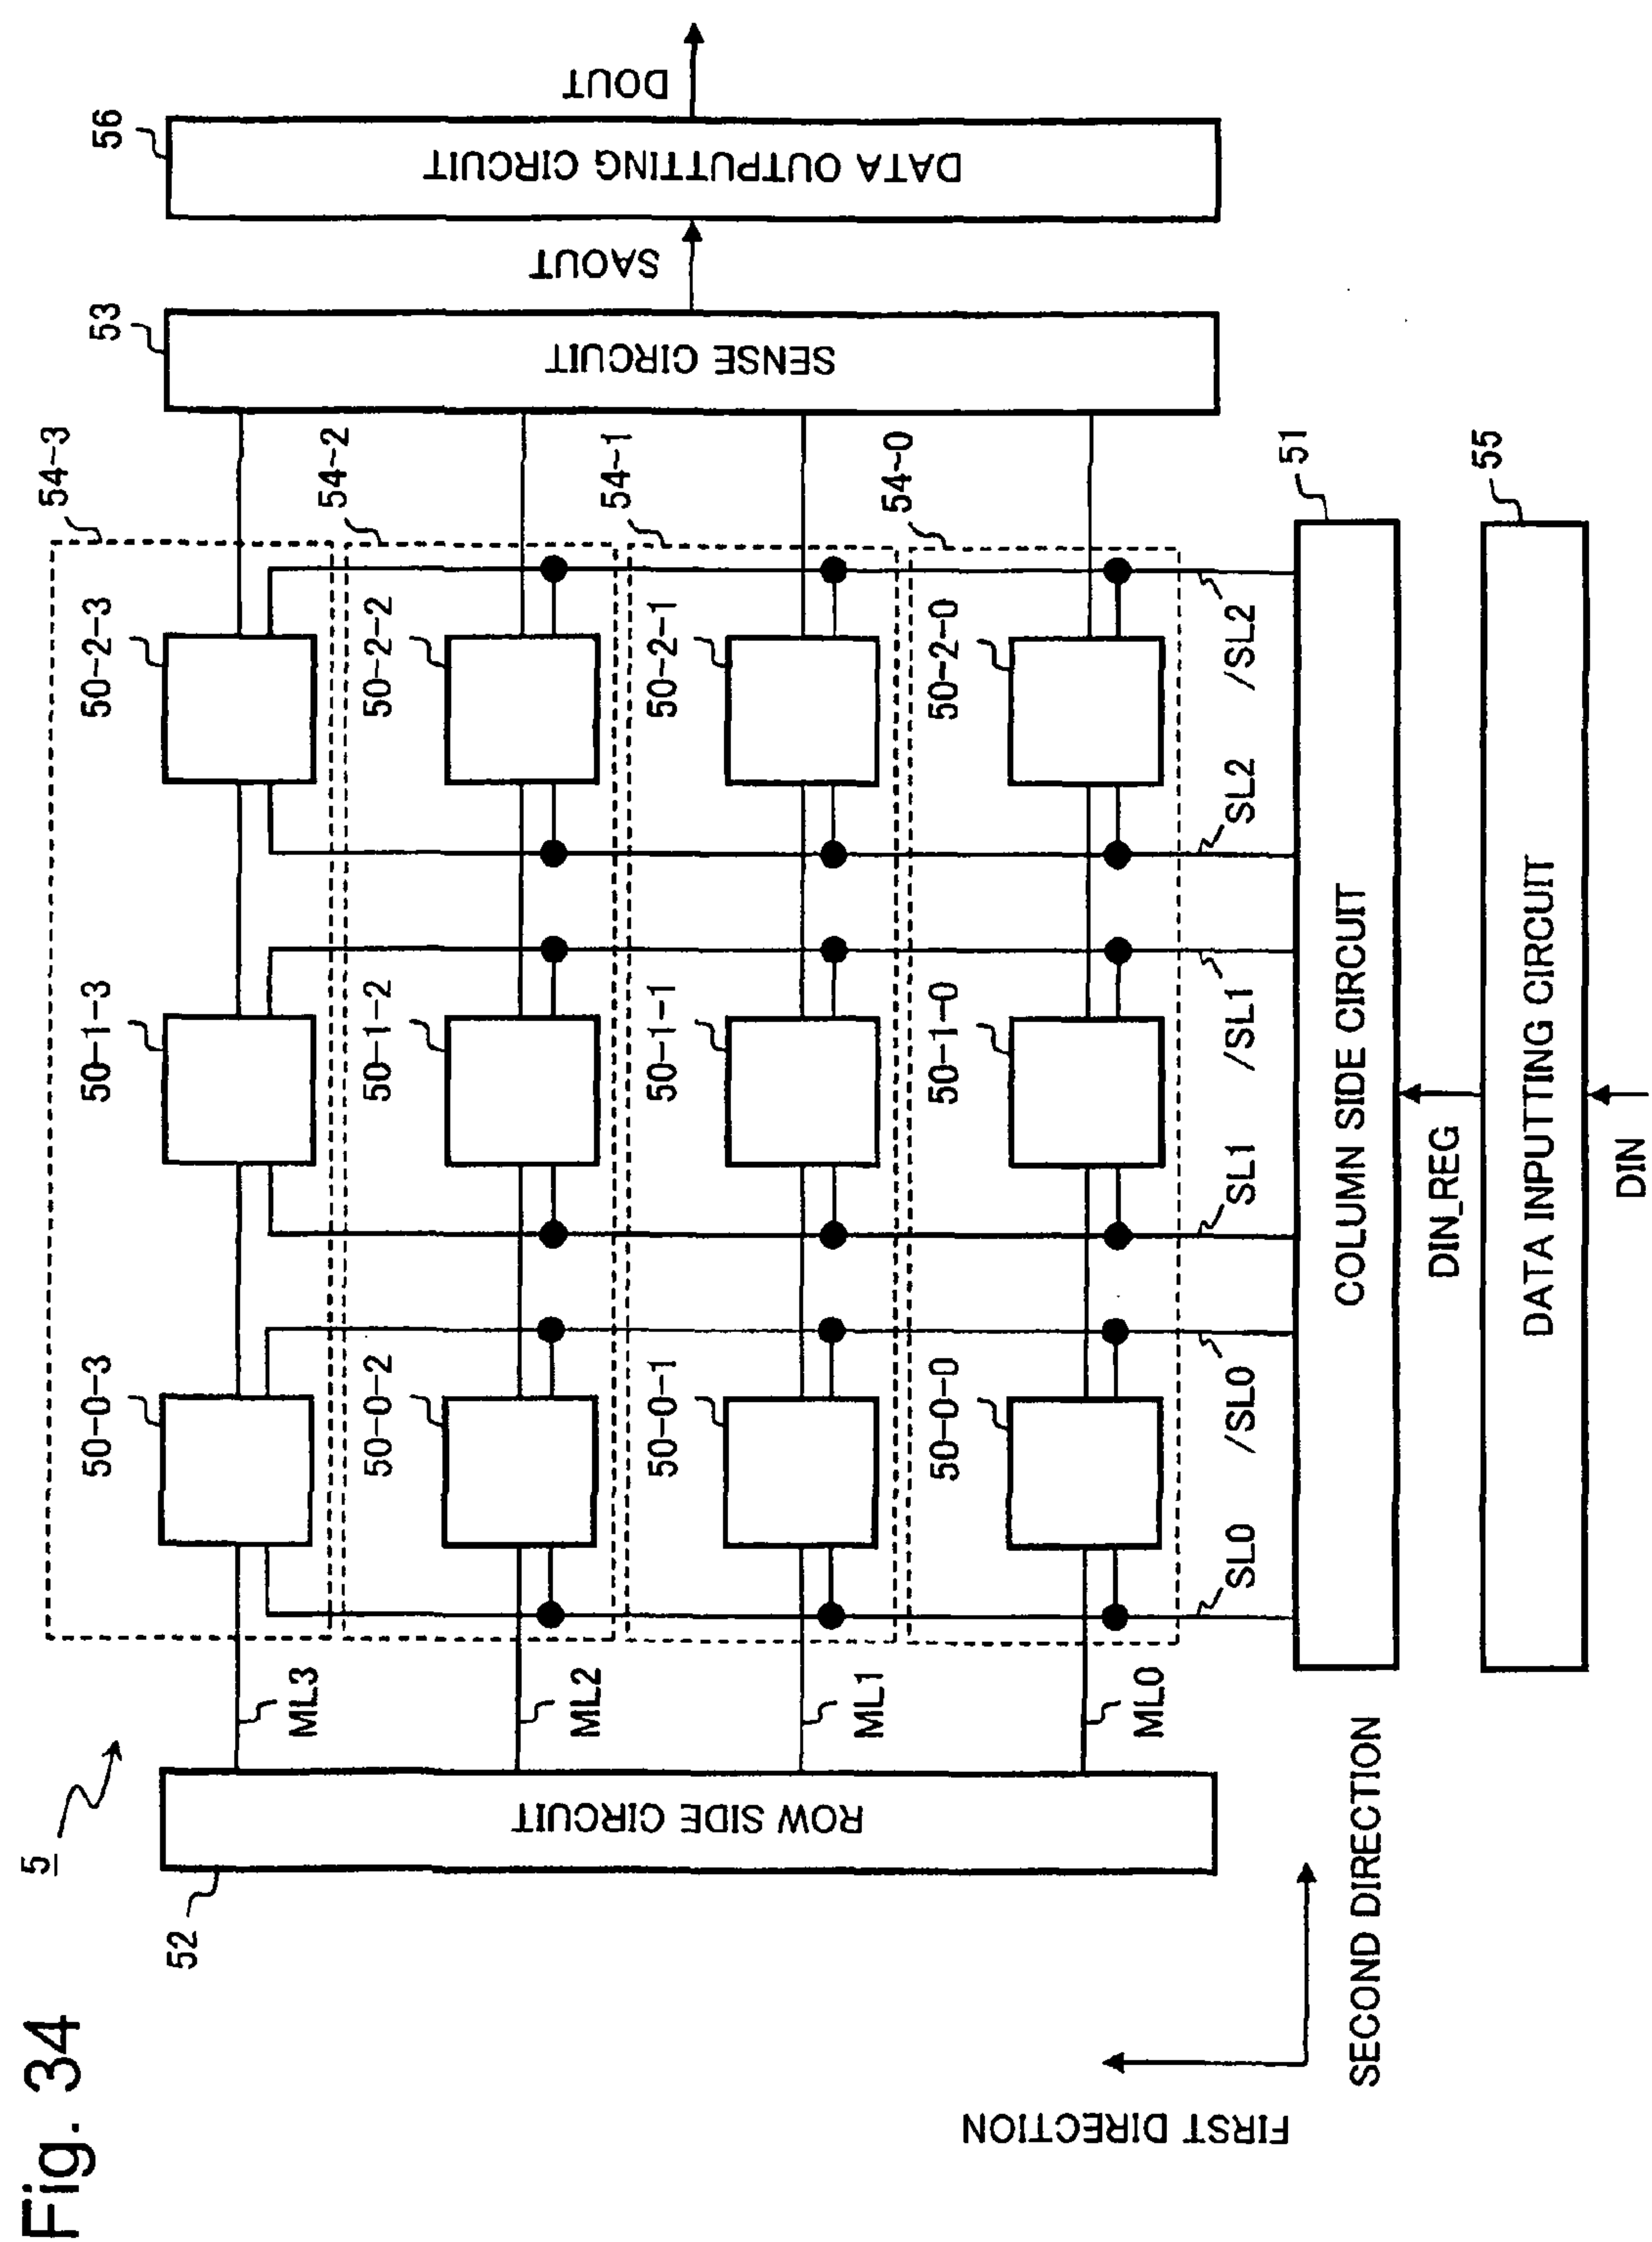 Fig. 34
5
52
ROW SIDE CIRCUIT
ML3
ML2
ML1
ML0
54-3
54-2
54-1
54-0
50-0-3
50-1-3
50-2-3
50-0-2
50-1-2
50-2-2
50-0-1
50-1-1
50-2-1
50-0-0
50-1-0
50-2-0
SL0
/SL0
SL1
/SL1
SL2
/SL2
53
SENSE CIRCUIT
SAOUT
56
DATA OUTPUTTING CIRCUIT
DOUT
51
COLUMN SIDE CIRCUIT
DIN_REG
55
DATA INPUTTING CIRCUIT
DIN
FIRST DIRECTION
SECOND DIRECTION